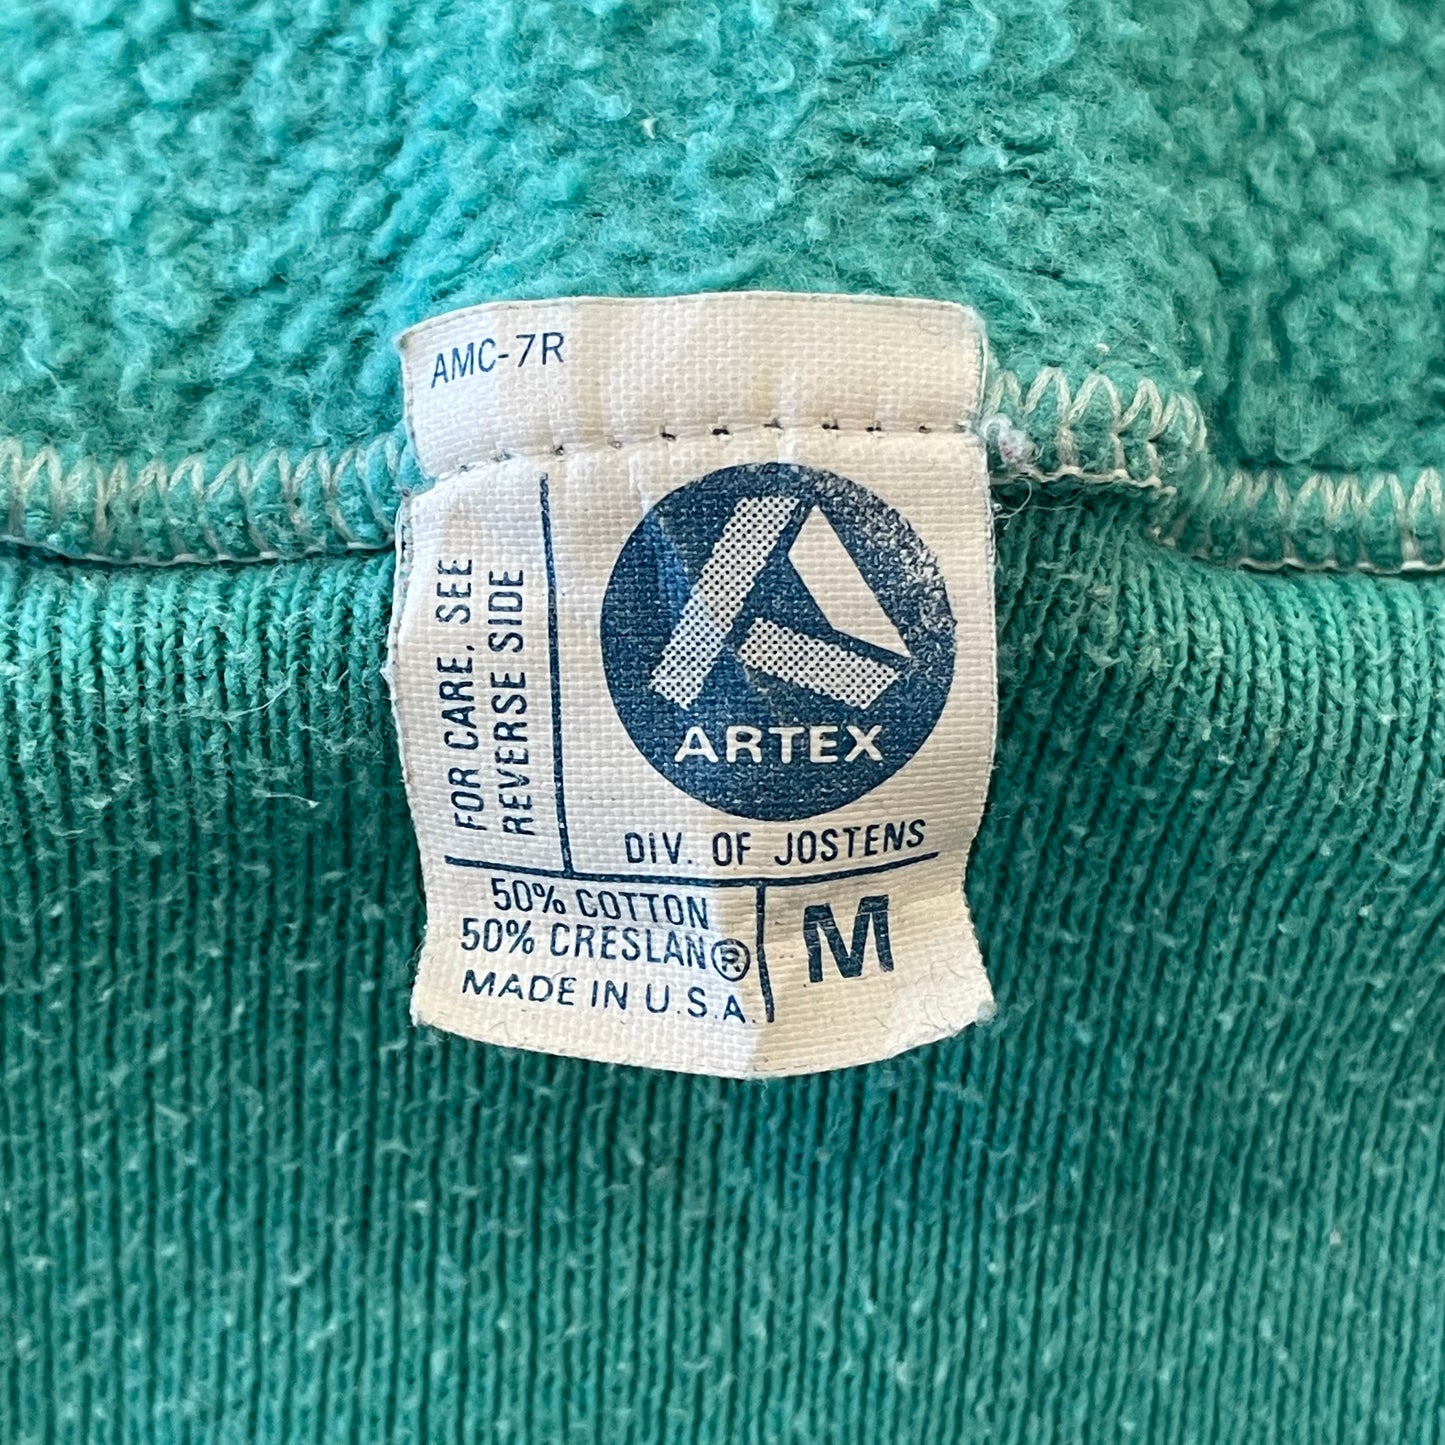 AMC-7R
FOR CARE, SEE
REVERSE SIDE
ARTEX
DIV. OF JOSTENS
50% COTTON
50% CRESLAN®
MADE IN U.S.A.
M